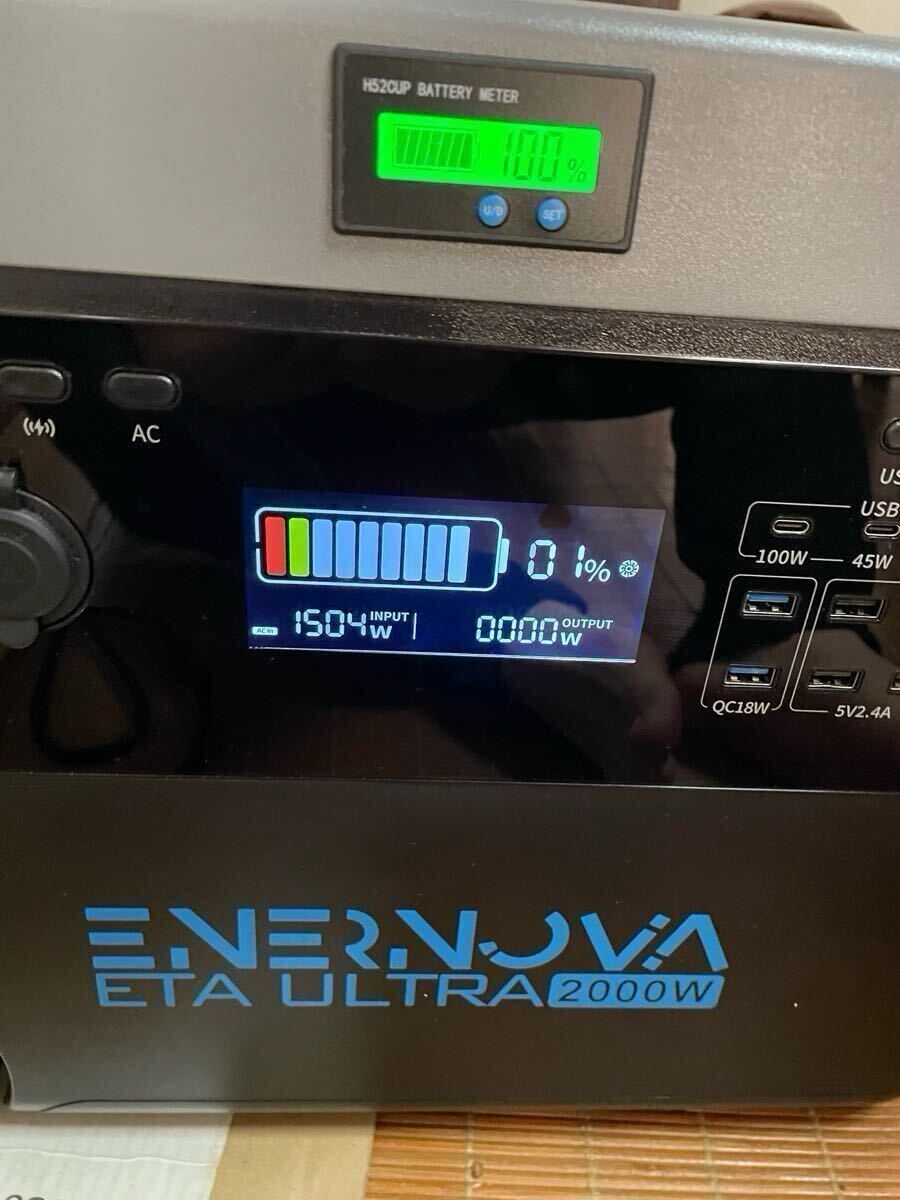 H52CUP BATTERY METER
100%
U/D SET
AC
USB
100W 45W
01%
AC IN 1504W INPUT 0000W OUTPUT
QC18W 5V2.4A
ENERNOVA
ETA ULTRA 2000W